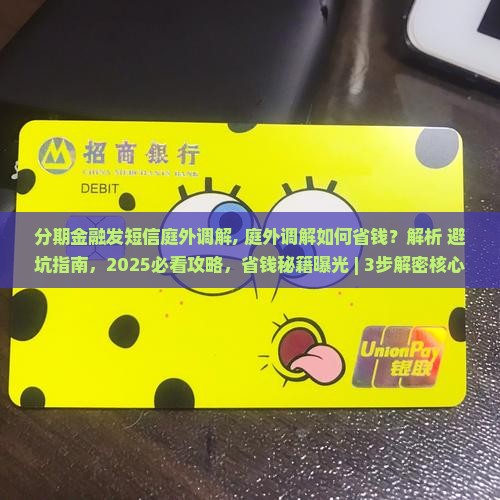 招商银行
CHINA MERCHANTS BANK
DEBIT
分期金融发短信庭外调解, 庭外调解如何省钱？解析 避
坑指南，2025必看攻略，省钱秘籍曝光 | 3步解密核心
UnionPay
银联